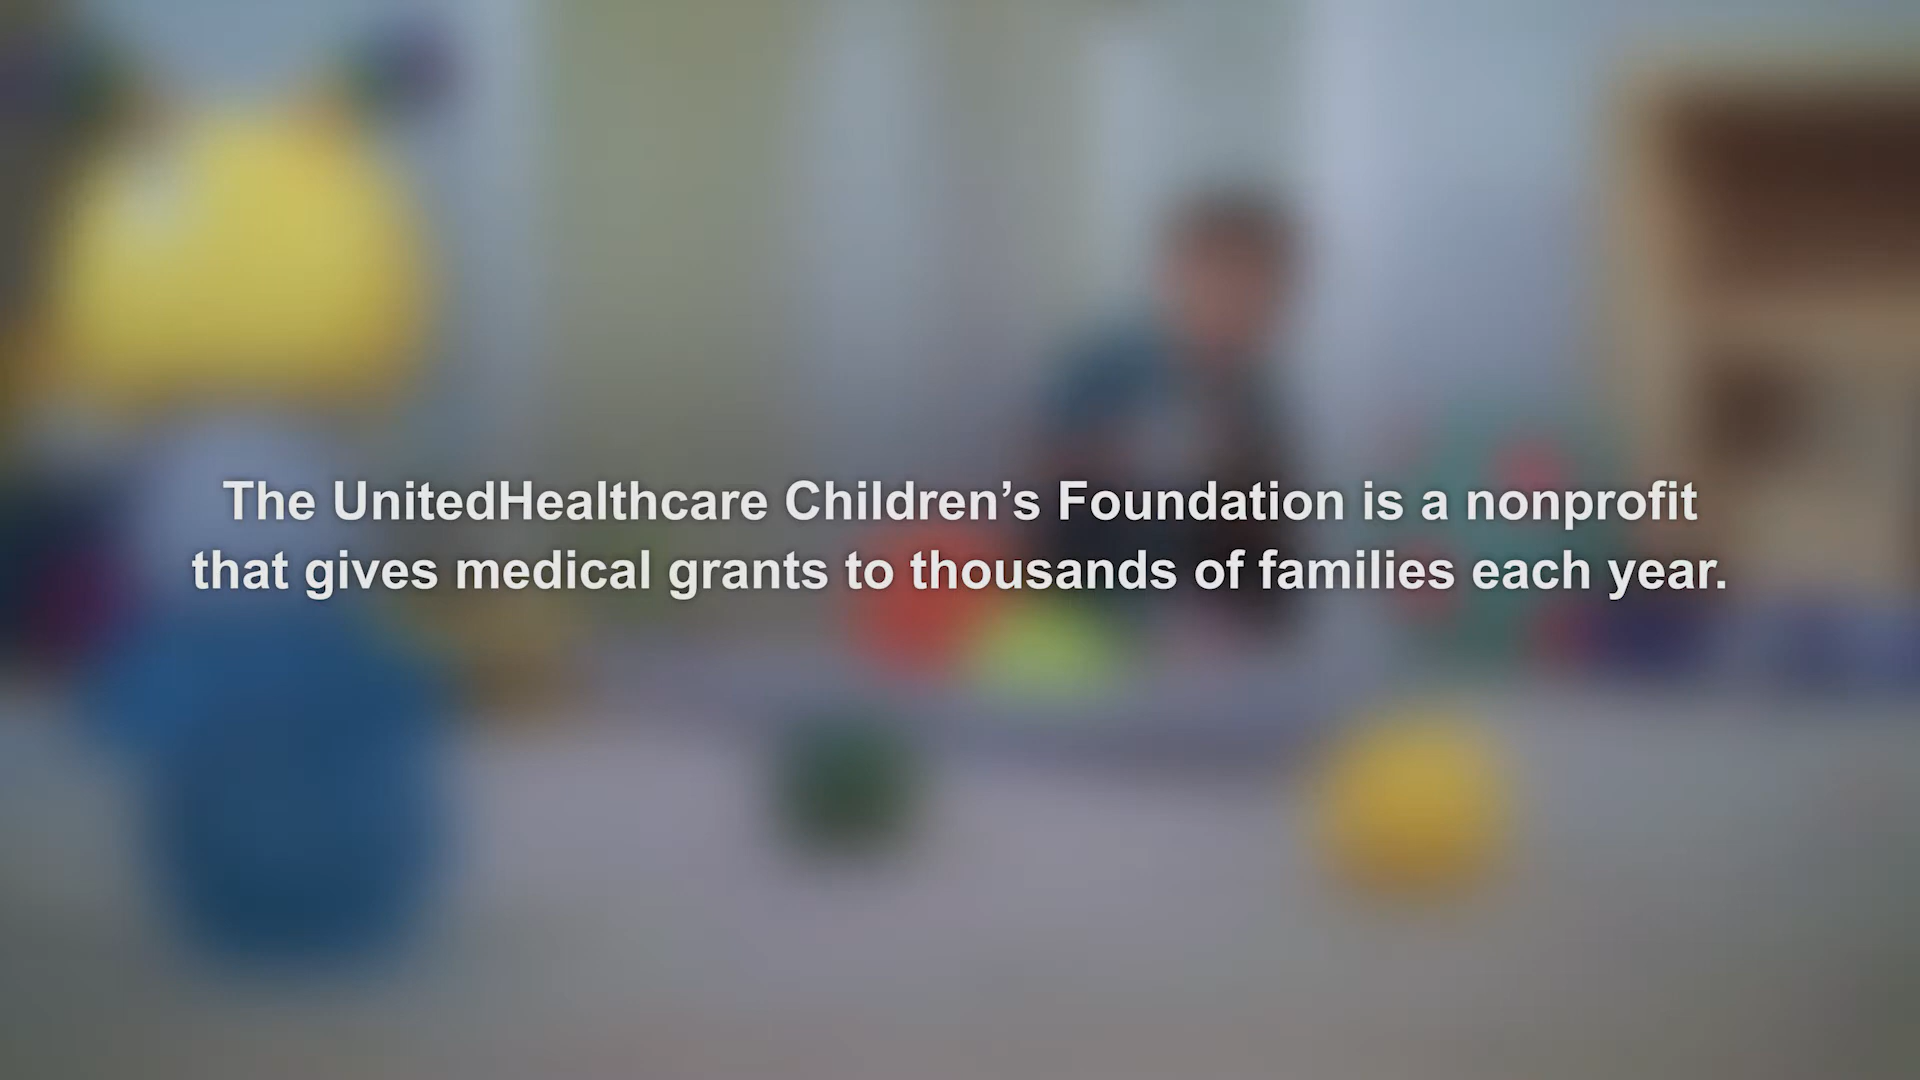 The UnitedHealthcare Children’s Foundation is a nonprofit
that gives medical grants to thousands of families each year.